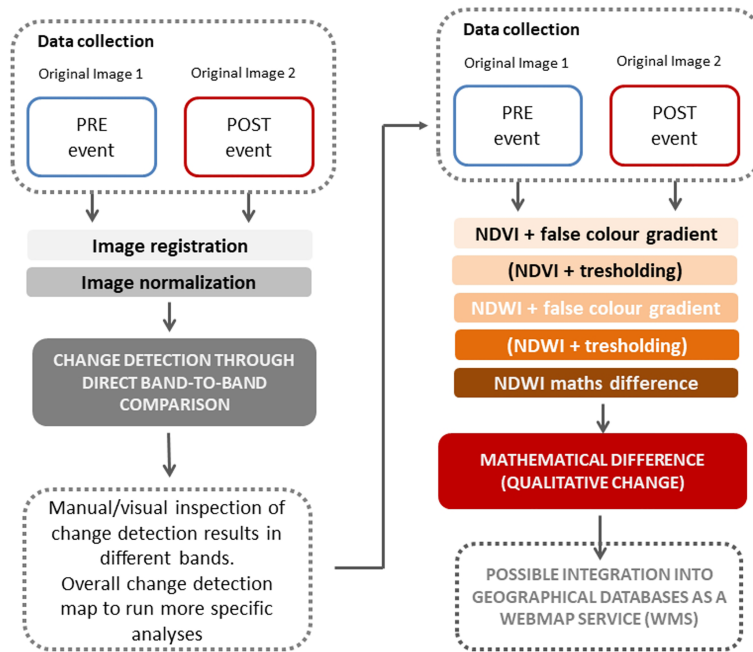 Data collection
Original Image 1
Original Image 2
PRE
event
POST
event
Image registration
Image normalization
CHANGE DETECTION THROUGH
DIRECT BAND-TO-BAND
COMPARISON
Manual/visual inspection of
change detection results in
different bands.
Overall change detection
map to run more specific
analyses
Data collection
Original Image 1
Original Image 2
PRE
event
POST
event
NDVI + false colour gradient
(NDVI + tresholding)
NDWI + false colour gradient
(NDWI + tresholding)
NDWI maths difference
MATHEMATICAL DIFFERENCE
(QUALITATIVE CHANGE)
POSSIBLE INTEGRATION INTO
GEOGRAPHICAL DATABASES AS A
WEBMAP SERVICE (WMS)